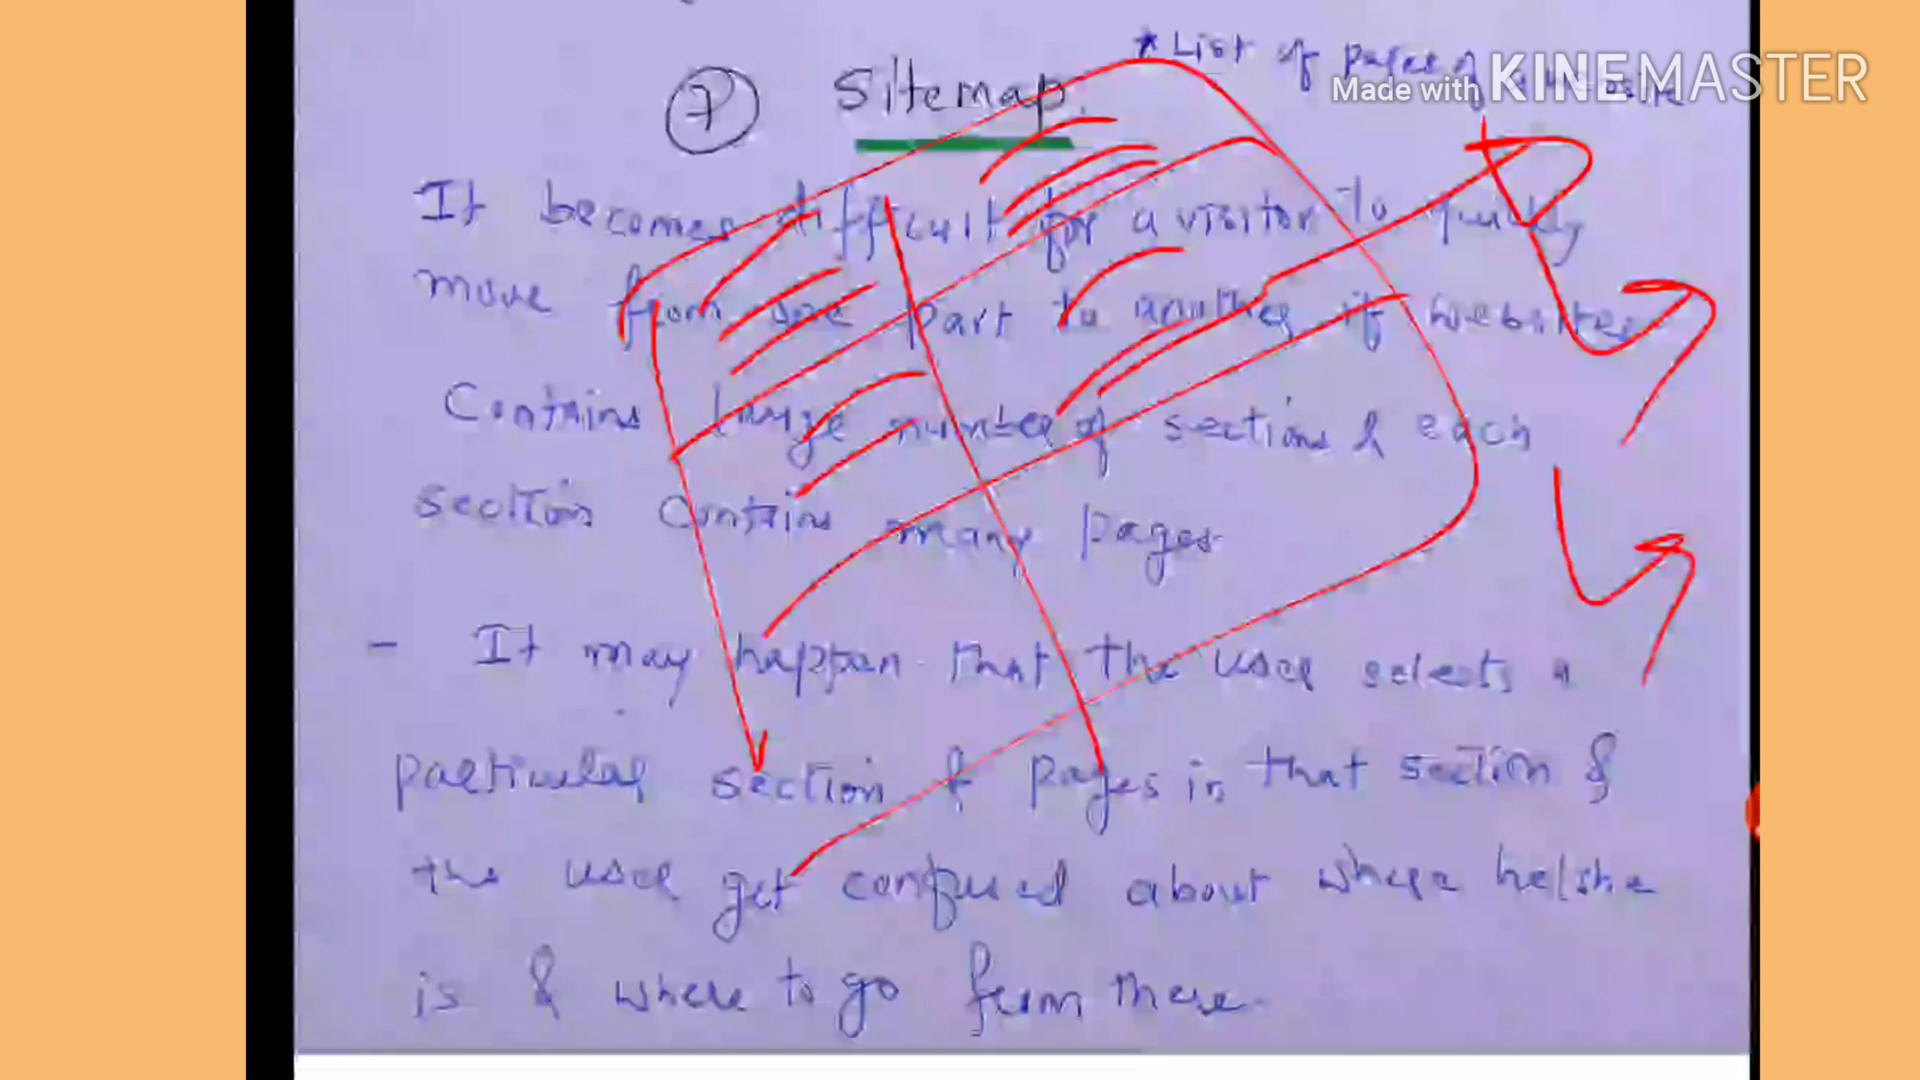 * List of pages of a website
Made with KINEMASTER
7 Sitemap.
It becomes difficult for a visitor to quickly
move from one part to another if websites
Contains large number of sections & each
section contains many pages.
- It may happen that the user selects a
particular section & pages in that section &
the user get confused about where he/she
is & where to go from there.